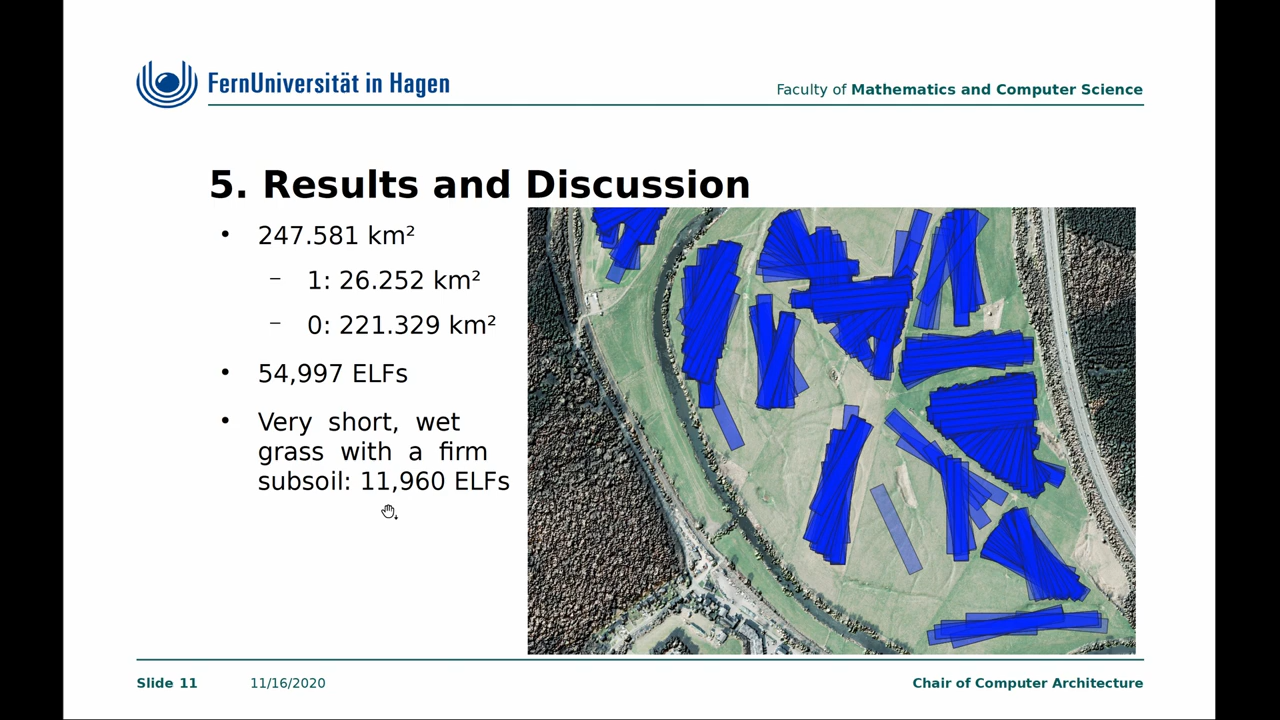 FernUniversität in Hagen
Faculty of Mathematics and Computer Science
5. Results and Discussion
• 247.581 km²
– 1: 26.252 km²
– 0: 221.329 km²
• 54,997 ELFs
• Very short, wet
grass with a firm
subsoil: 11,960 ELFs
Slide 11
11/16/2020
Chair of Computer Architecture